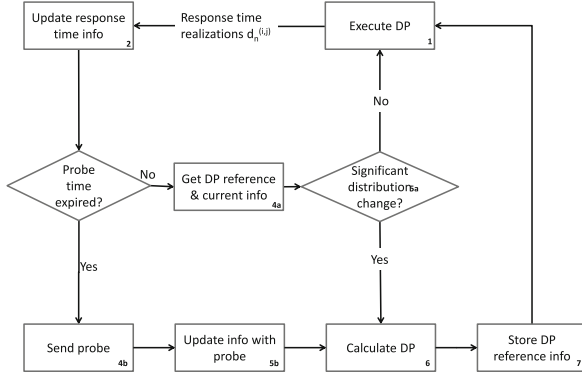 Update response
time info
2
Response time
realizations dn(i,j)
Execute DP
1
No
Probe
time
expired?
No
Get DP reference
& current info
4a
Significant
distribution
5a
change?
Yes
Yes
Send probe
4b
Update info with
probe
5b
Calculate DP
6
Store DP
reference info
7